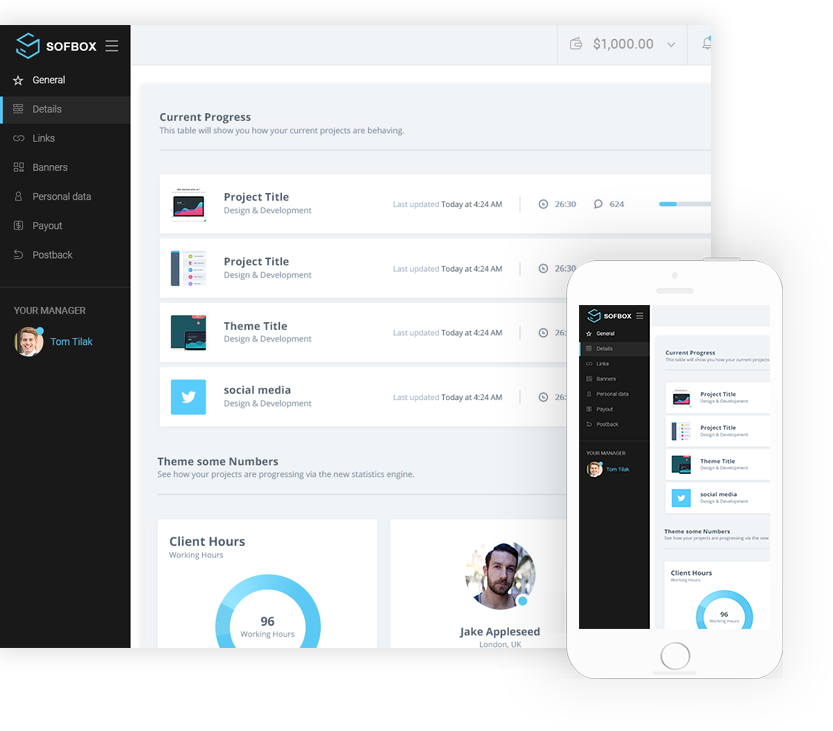 SOFBOX
General
Details
Links
Banners
Personal data
Payout
Postback
YOUR MANAGER
Tom Tilak
$1,000.00
Current Progress
This table will show you how your current projects are behaving.
Project Title
Design & Development
Last updated Today at 4:24 AM
26:30
624
Project Title
Design & Development
Last updated Today at 4:24 AM
26:30
Theme Title
Design & Development
Last updated Today at 4:24 AM
26:
social media
Design & Development
Last updated Today at 4:24 AM
26:
Theme some Numbers
See how your projects are progressing via the new statistics engine.
Client Hours
Working Hours
96
Working Hours
Jake Appleseed
London, UK
SOFBOX
General
Details
Links
Banners
Personal data
Payout
Postback
YOUR MANAGER
Tom Tilak
Current Progress
This table will show you how your current projects
Project Title
Design & Development
Project Title
Design & Development
Theme Title
Design & Development
social media
Design & Development
Theme some Numbers
See how your projects are progressing via the new
Client Hours
Working Hours
96
Working Hours